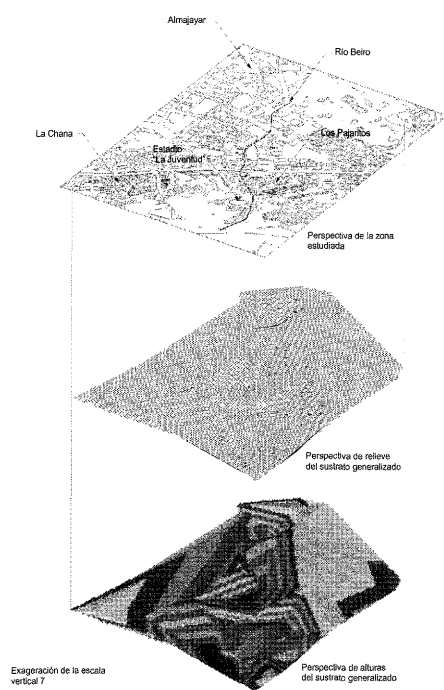 Almajayar
Río Beiro
La Chana
Los Pajaritos
Estadio
"La Juventud"
Perspectiva de la zona
estudiada
Perspectiva de relieve
del sustrato generalizado
Exageración de la escala
vertical 7
Perspectiva de alturas
del sustrato generalizado